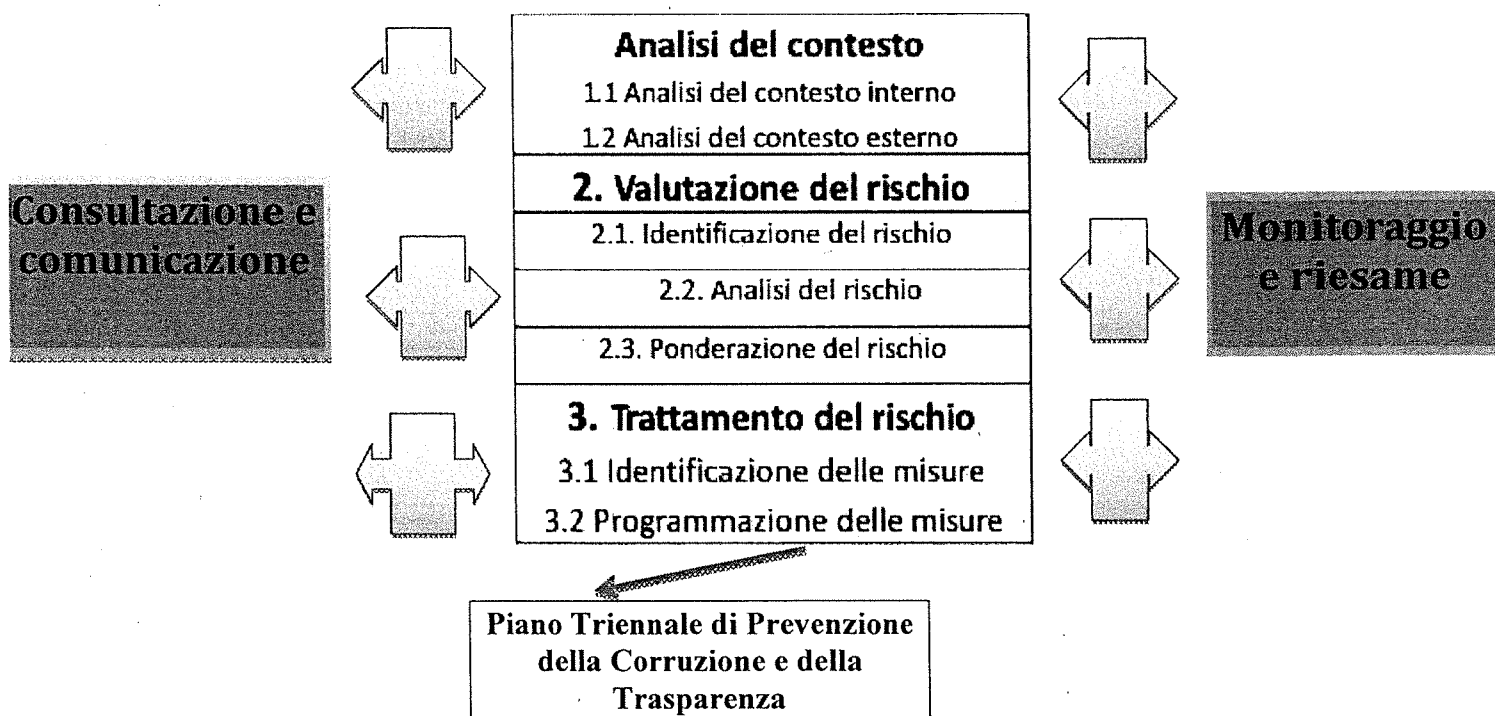 Analisi del contesto
1.1 Analisi del contesto interno
1.2 Analisi del contesto esterno
2. Valutazione del rischio
2.1. Identificazione del rischio
2.2. Analisi del rischio
2.3. Ponderazione del rischio
3. Trattamento del rischio
3.1 Identificazione delle misure
3.2 Programmazione delle misure
Consultazione e
comunicazione
Monitoraggio
e riesame
Piano Triennale di Prevenzione
della Corruzione e della
Trasparenza